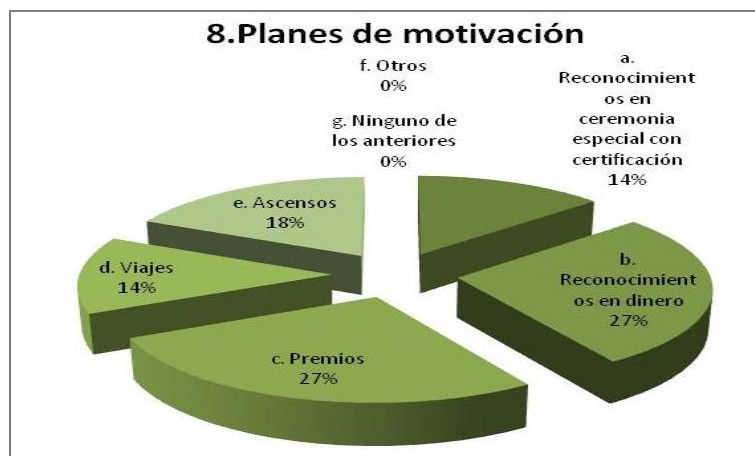 8.Planes de motivación
f. Otros
0%
g. Ninguno de
los anteriores
0%
a.
Reconocimient
os en
ceremonia
especial con
certificación
14%
b.
Reconocimient
os en dinero
27%
c. Premios
27%
d. Viajes
14%
e. Ascensos
18%